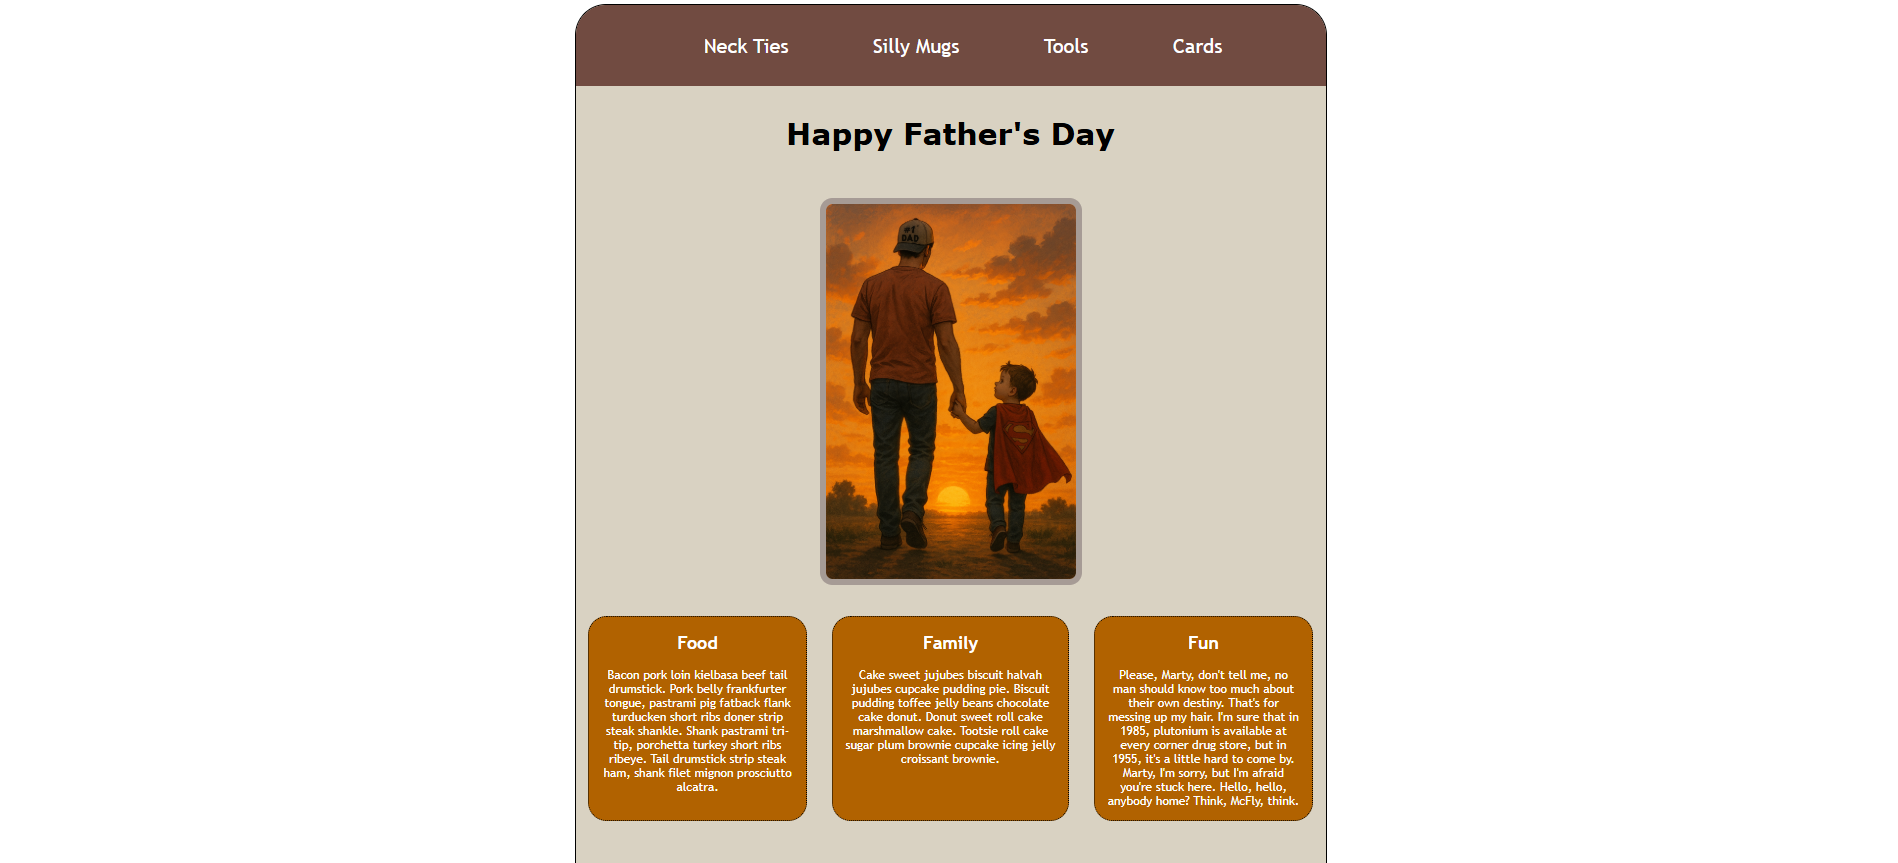 Neck Ties Silly Mugs Tools Cards
Happy Father's Day
#1
DAD
Food
Bacon pork loin kielbasa beef tail
drumstick. Pork belly frankfurter
tongue, pastrami pig fatback flank
turducken short ribs doner strip
steak shankle. Shank pastrami tri-
tip, porchetta turkey short ribs
ribeye. Tail drumstick strip steak
ham, shank filet mignon prosciutto
alcatra.
Family
Cake sweet jujubes biscuit halvah
jujubes cupcake pudding pie. Biscuit
pudding toffee jelly beans chocolate
cake donut. Donut sweet roll cake
marshmallow cake. Tootsie roll cake
sugar plum brownie cupcake icing jelly
croissant brownie.
Fun
Please, Marty, don't tell me, no
man should know too much about
their own destiny. That's for
messing up my hair. I'm sure that in
1985, plutonium is available at
every corner drug store, but in
1955, it's a little hard to come by.
Marty, I'm sorry, but I'm afraid
you're stuck here. Hello, hello,
anybody home? Think, McFly, think.